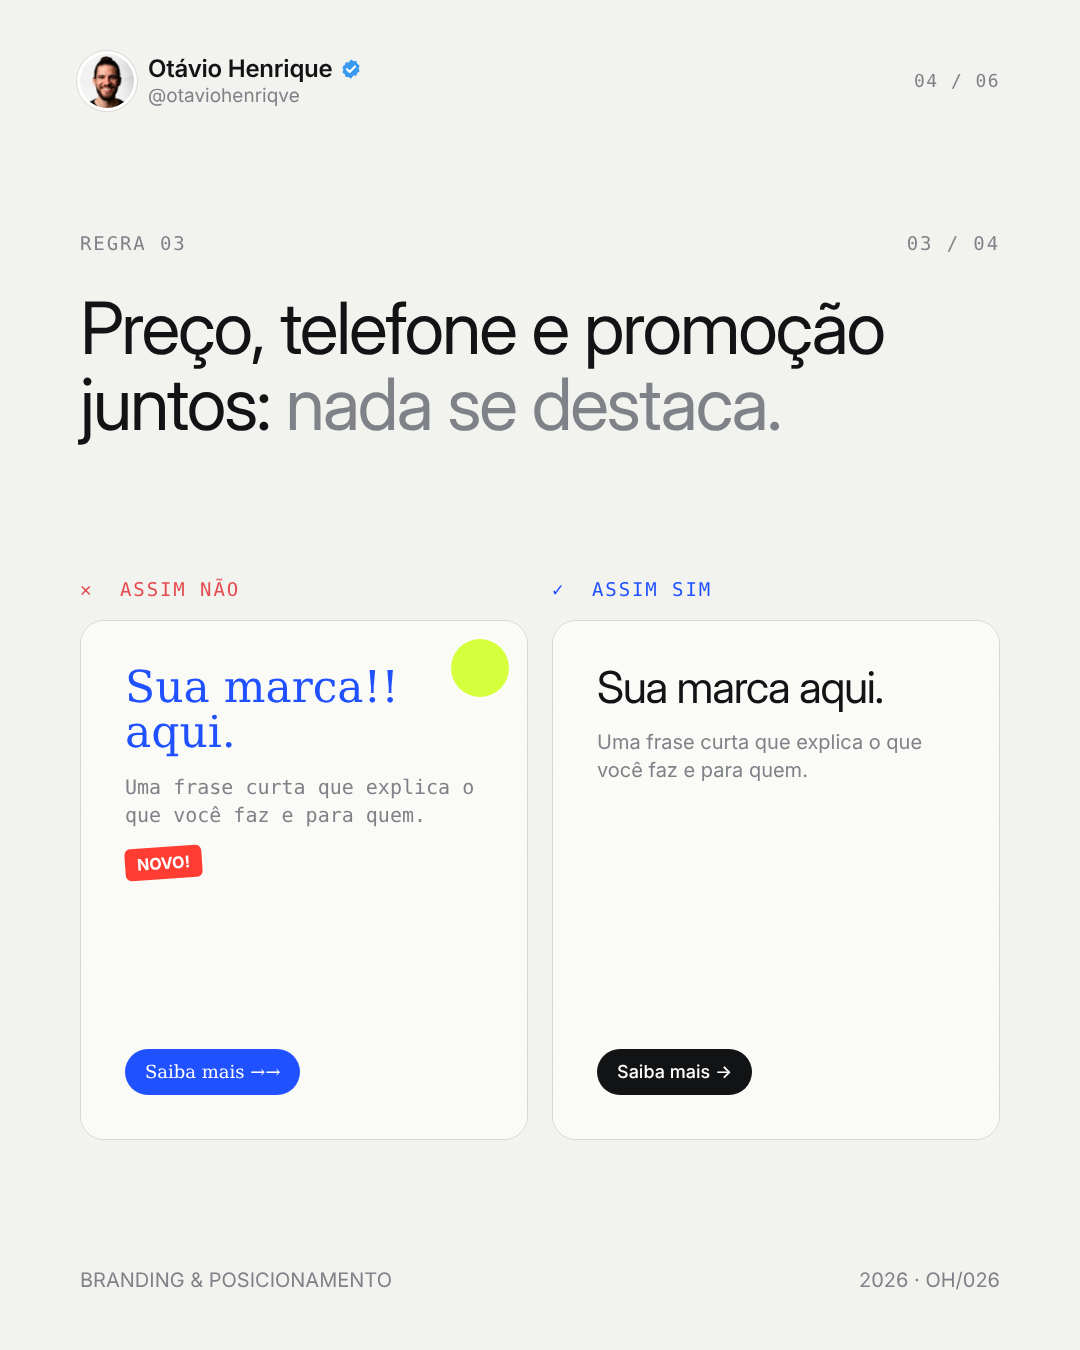 Otávio Henrique
@otaviohenriqve
04 / 06
REGRA 03
03 / 04
Preço, telefone e promoção
juntos: nada se destaca.
× ASSIM NÃO
Sua marca!!
aqui.
Uma frase curta que explica o
que você faz e para quem.
NOVO!
Saiba mais →→
✓ ASSIM SIM
Sua marca aqui.
Uma frase curta que explica o que
você faz e para quem.
Saiba mais →
BRANDING & POSICIONAMENTO
2026 · OH/026